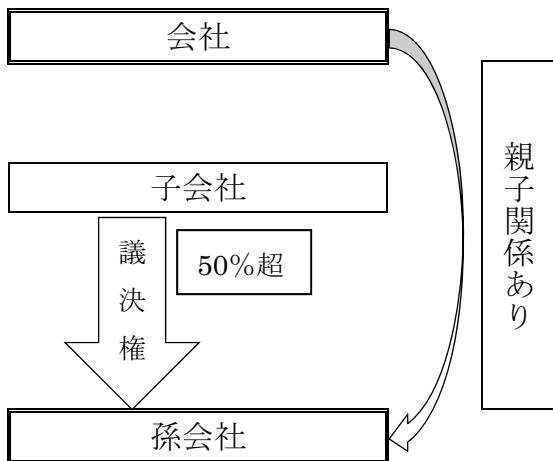 会社
子会社
議決権
50%超
孫会社
親子関係あり